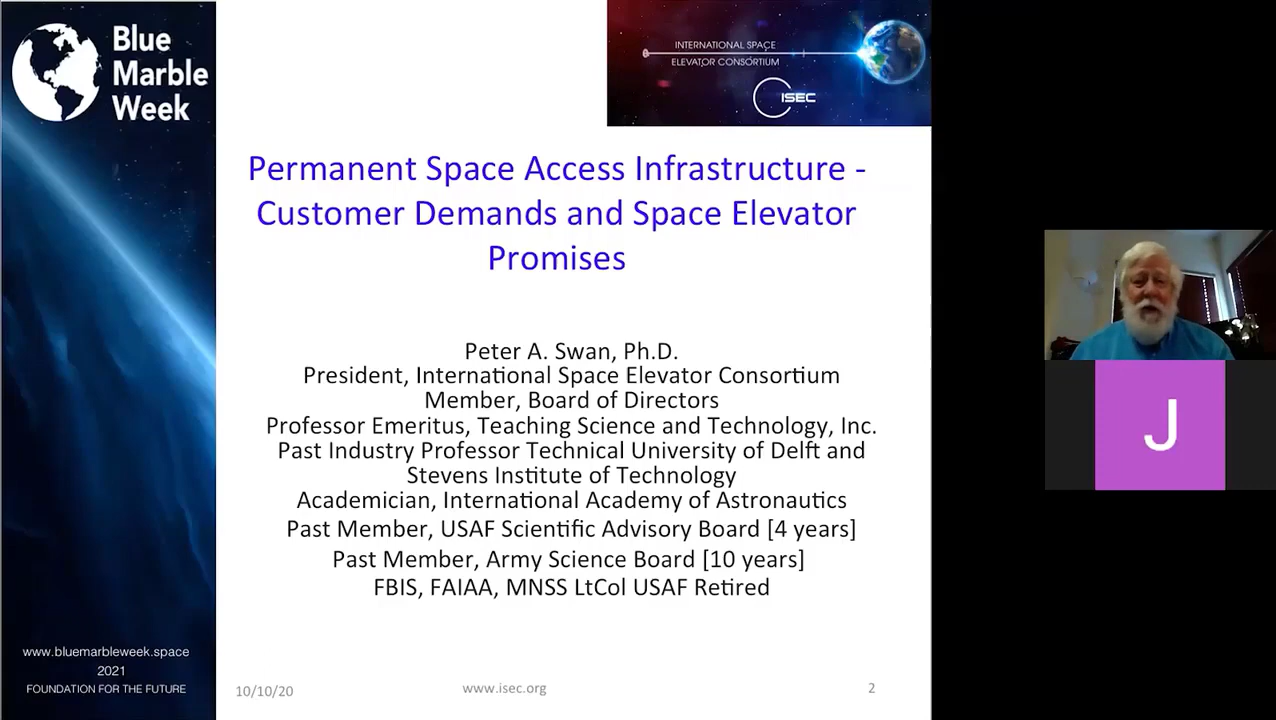 Blue
Marble
Week
INTERNATIONAL SPACE
ELEVATOR CONSORTIUM
ISEC
Permanent Space Access Infrastructure -
Customer Demands and Space Elevator
Promises
Peter A. Swan, Ph.D.
President, International Space Elevator Consortium
Member, Board of Directors
Professor Emeritus, Teaching Science and Technology, Inc.
Past Industry Professor Technical University of Delft and
Stevens Institute of Technology
Academician, International Academy of Astronautics
Past Member, USAF Scientific Advisory Board [4 years]
Past Member, Army Science Board [10 years]
FBIS, FAIAA, MNSS LtCol USAF Retired
www.bluemarbleweek.space
2021
FOUNDATION FOR THE FUTURE
10/10/20
www.isec.org
2
J